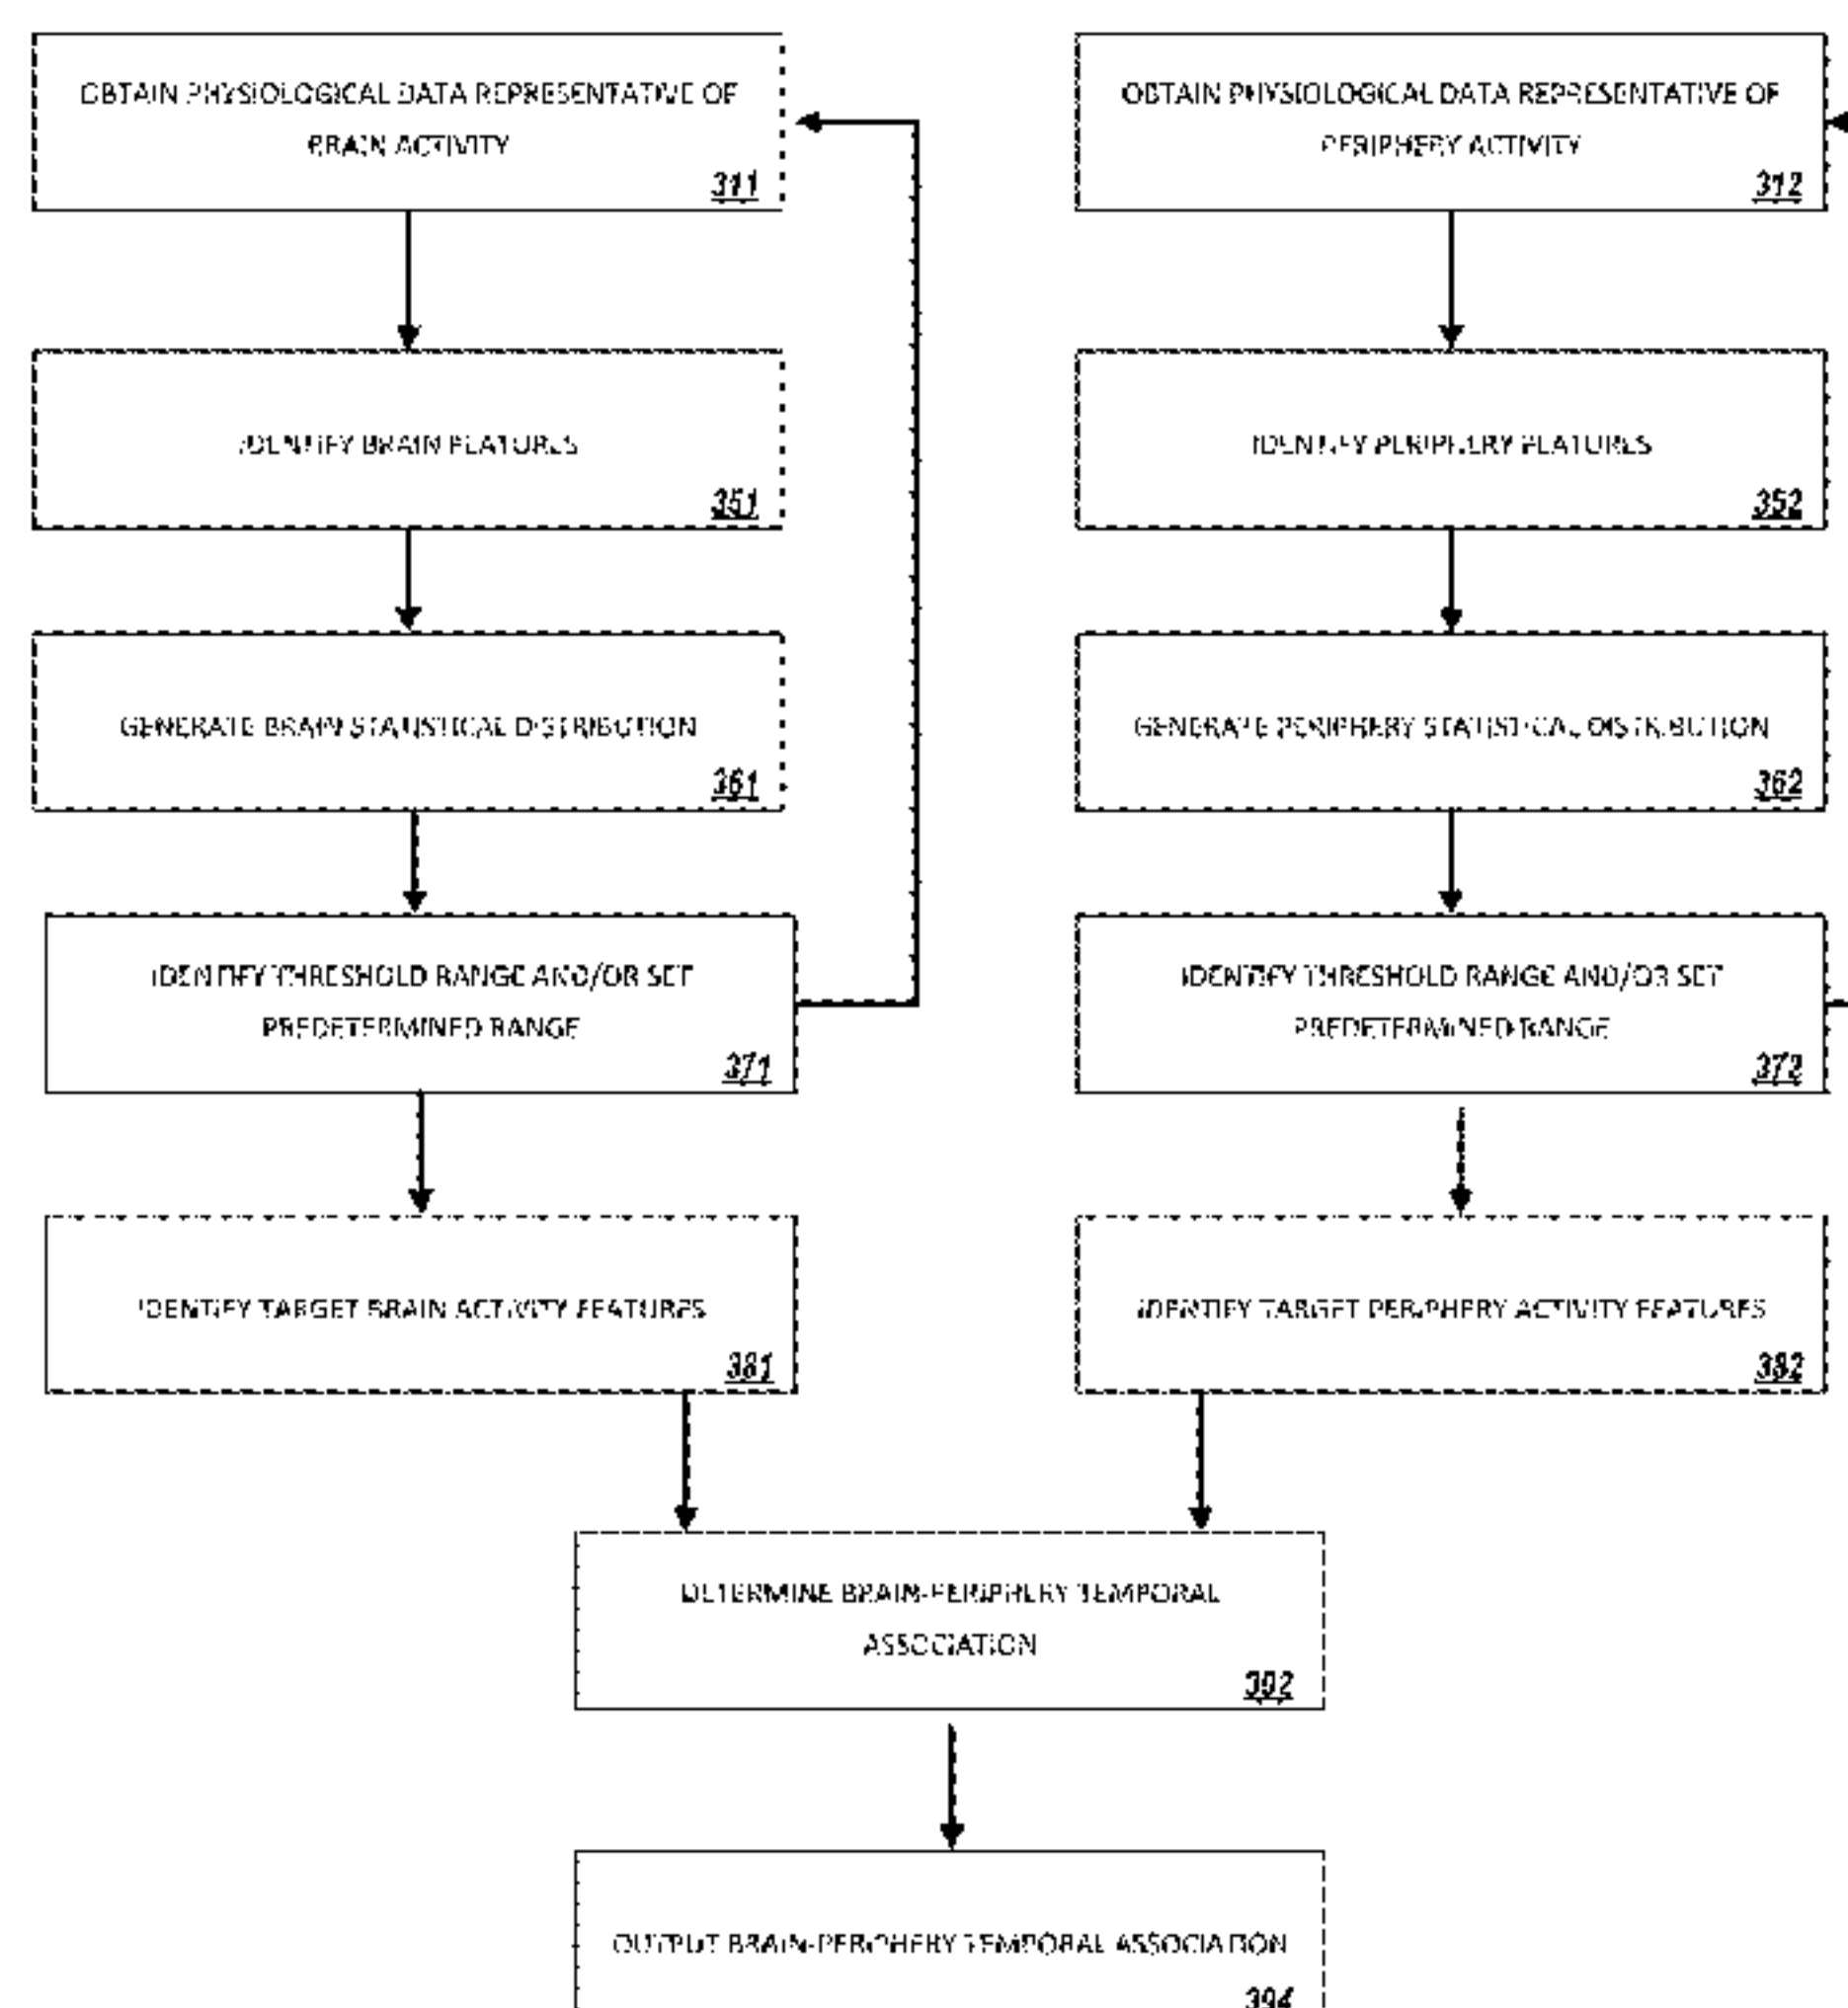 OBTAIN PHYSIOLOGICAL DATA REPRESENTATIVE OF
BRAIN ACTIVITY
311
IDENTIFY BRAIN FEATURES
351
GENERATE BRAIN STATISTICAL DISTRIBUTION
361
IDENTIFY THRESHOLD RANGE AND/OR SET
PREDETERMINED RANGE
371
IDENTIFY TARGET BRAIN ACTIVITY FEATURES
381
OBTAIN PHYSIOLOGICAL DATA REPRESENTATIVE OF
PERIPHERY ACTIVITY
312
IDENTIFY PERIPHERY FEATURES
352
GENERATE PERIPHERY STATISTICAL DISTRIBUTION
362
IDENTIFY THRESHOLD RANGE AND/OR SET
PREDETERMINED RANGE
372
IDENTIFY TARGET PERIPHERY ACTIVITY FEATURES
382
DETERMINE BRAIN-PERIPHERY TEMPORAL
ASSOCIATION
392
OUTPUT BRAIN-PERIPHERY TEMPORAL ASSOCIATION
394